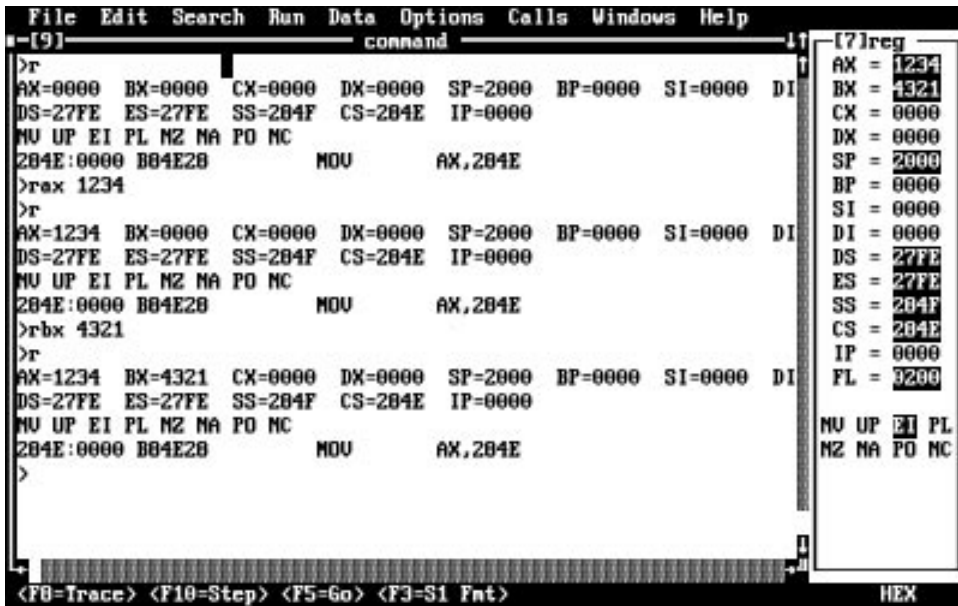 File Edit Search Run Data Options Calls Windows Help
[9] command
>r
AX=0000 BX=0000 CX=0000 DX=0000 SP=2000 BP=0000 SI=0000 DI
DS=27FE ES=27FE SS=284F CS=284E IP=0000
NV UP EI PL NZ NA PO NC
284E:0000 B84E28 MOV AX,284E
>rax 1234
>r
AX=1234 BX=0000 CX=0000 DX=0000 SP=2000 BP=0000 SI=0000 DI
DS=27FE ES=27FE SS=284F CS=284E IP=0000
NV UP EI PL NZ NA PO NC
284E:0000 B84E28 MOV AX,284E
>rbx 4321
>r
AX=1234 BX=4321 CX=0000 DX=0000 SP=2000 BP=0000 SI=0000 DI
DS=27FE ES=27FE SS=284F CS=284E IP=0000
NV UP EI PL NZ NA PO NC
284E:0000 B84E28 MOV AX,284E
>
[7]reg
AX = 1234
BX = 4321
CX = 0000
DX = 0000
SP = 2000
BP = 0000
SI = 0000
DI = 0000
DS = 27FE
ES = 27FE
SS = 284F
CS = 284E
IP = 0000
FL = 0200
NV UP EI PL
NZ NA PO NC
<F8=Trace> <F10=Step> <F5=Go> <F3=S1 Fmt> HEX